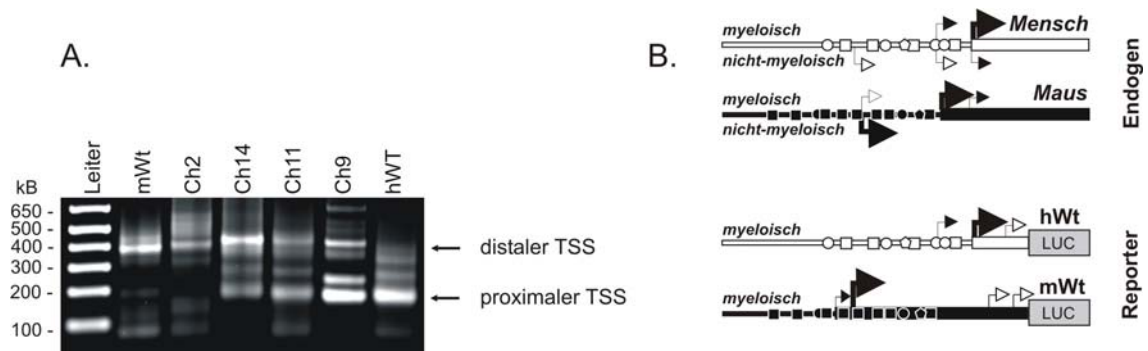 A.
kB
Leiter
mWt
Ch2
Ch14
Ch11
Ch9
hWT
650 -
500 -
400 -
300 -
200 -
100 -
distaler TSS
proximaler TSS
B.
myeloisch
Mensch
nicht-myeloisch
myeloisch
Maus
nicht-myeloisch
Endogen
myeloisch
hWt
LUC
myeloisch
mWt
LUC
Reporter